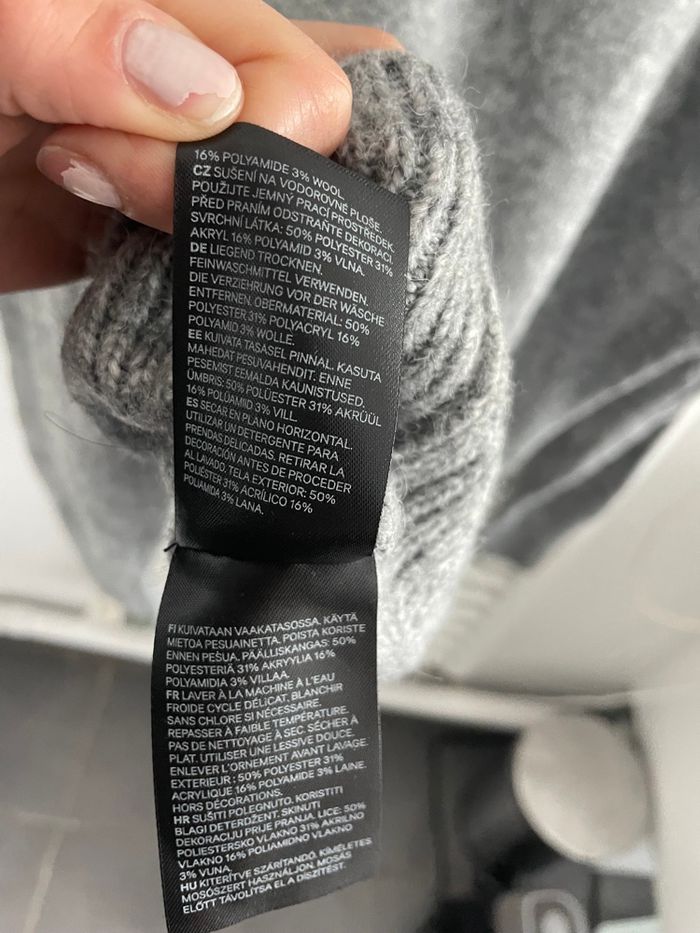 16% POLYAMIDE 3% WOOL.
CZ SUŠENÍ NA VODOROVNÉ PLOŠE.
POUŽIJTE JEMNÝ PRACÍ PROSTŘEDEK.
PŘED PRANÍM ODSTRAŇTE DEKORACI.
SVRCHNÍ LÁTKA: 50% POLYESTER 31%
AKRYL 16% POLYAMID 3% VLNA.
DE LIEGEND TROCKNEN.
FEINWASCHMITTEL VERWENDEN.
DIE VERZIEHRUNG VOR DER WÄSCHE
ENTFERNEN. OBERMATERIAL: 50%
POLYESTER 31% POLYACRYL 16%
POLYAMID 3% WOLLE.
EE KUIVATA TASASEL PINNAL. KASUTA
MAHEDAT PESUVAHENDIT. ENNE
PESEMIST EEMALDA KAUNISTUSED.
ÜMBRIS: 50% POLÜESTER 31% AKRÜÜL
16% POLÜAMID 3% VILL.
ES SECAR EN PLANO HORIZONTAL.
UTILIZAR UN DETERGENTE PARA
PRENDAS DELICADAS. RETIRAR LA
DECORACIÓN ANTES DE PROCEDER
AL LAVADO. TELA EXTERIOR: 50%
POLIÉSTER 31% ACRÍLICO 16%
POLIAMIDA 3% LANA.
FI KUIVATAAN VAAKATASOSSA. KÄYTÄ
MIETOA PESUAINETTA. POISTA KORISTE
ENNEN PESUA. PÄÄLLISKANGAS: 50%
POLYESTERIÄ 31% AKRYYLIA 16%
POLYAMIDIA 3% VILLAA.
FR LAVER À LA MACHINE À L'EAU
FROIDE CYCLE DÉLICAT. BLANCHIR
SANS CHLORE SI NÉCESSAIRE.
REPASSER À FAIBLE TEMPÉRATURE.
PAS DE NETTOYAGE À SEC. SÉCHER À
PLAT. UTILISER UNE LESSIVE DOUCE.
ENLEVER L'ORNEMENT AVANT LAVAGE.
EXTERIEUR : 50% POLYESTER 31%
ACRYLIQUE 16% POLYAMIDE 3% LAINE.
HORS DÉCORATIONS.
HR SUŠITI POLEGNUTO. KORISTITI
BLAGI DETERDŽENT. SKINUTI
DEKORACIJU PRIJE PRANJA. LICE: 50%
POLIESTERSKO VLAKNO 31% AKRILNO
VLAKNO 16% POLIAMIDNO VLAKNO
3% VUNA.
HU KITERÍTVE SZÁRÍTANDÓ. KÍMÉLETES
MOSÓSZERT HASZNÁLJON. MOSÁS
ELŐTT TÁVOLÍTSA EL A DÍSZÍTÉST.